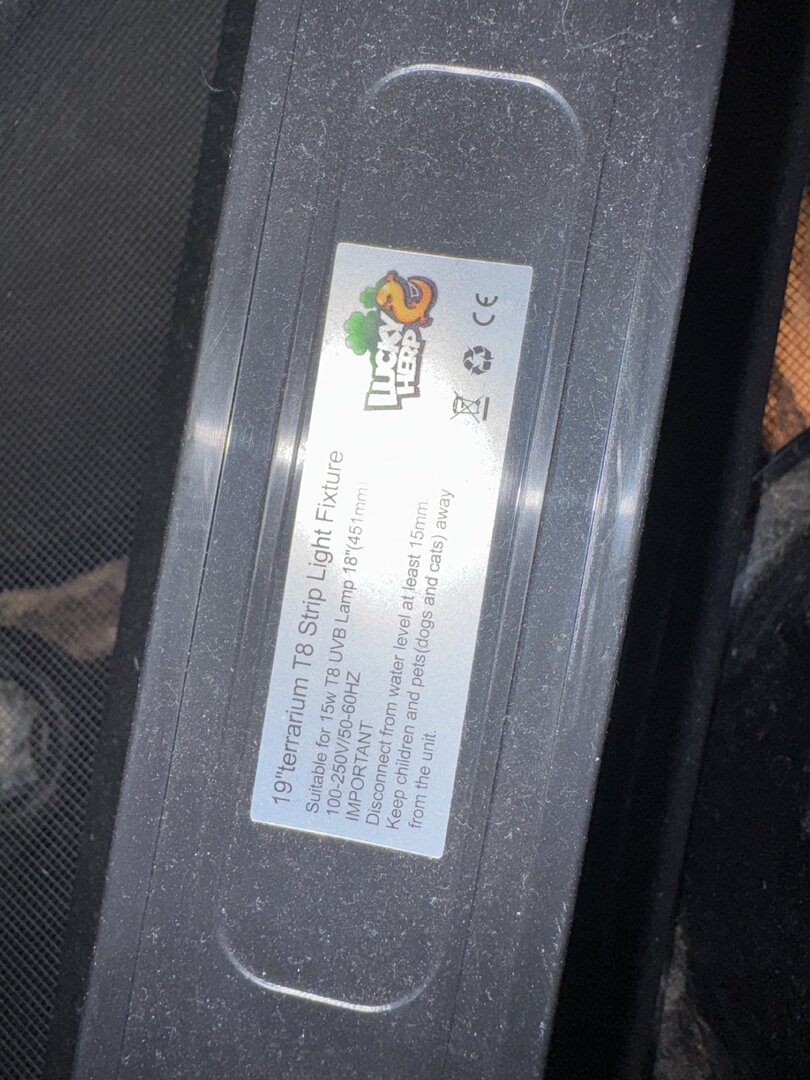 19"terrarium T8 Strip Light Fixture
Suitable for 15w T8 UVB Lamp 18"(451mm)
100-250V/50-60HZ
IMPORTANT
Disconnect from water level at least 15mm.
Keep children and pets(dogs and cats) away
from the unit.
LUCKY
HERP
CE